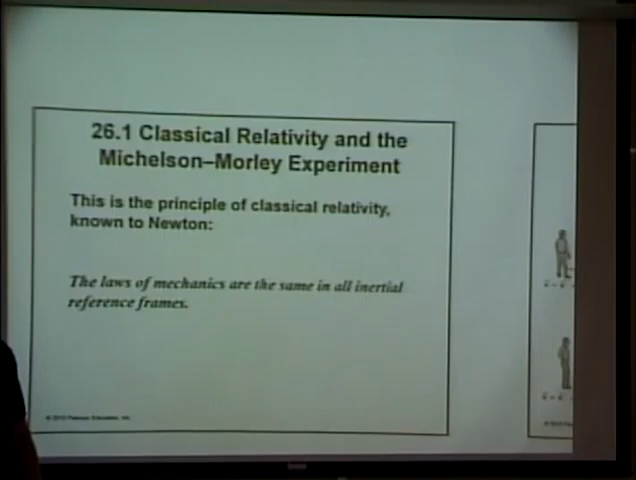 26.1 Classical Relativity and the
Michelson–Morley Experiment
This is the principle of classical relativity,
known to Newton:
The laws of mechanics are the same in all inertial
reference frames.